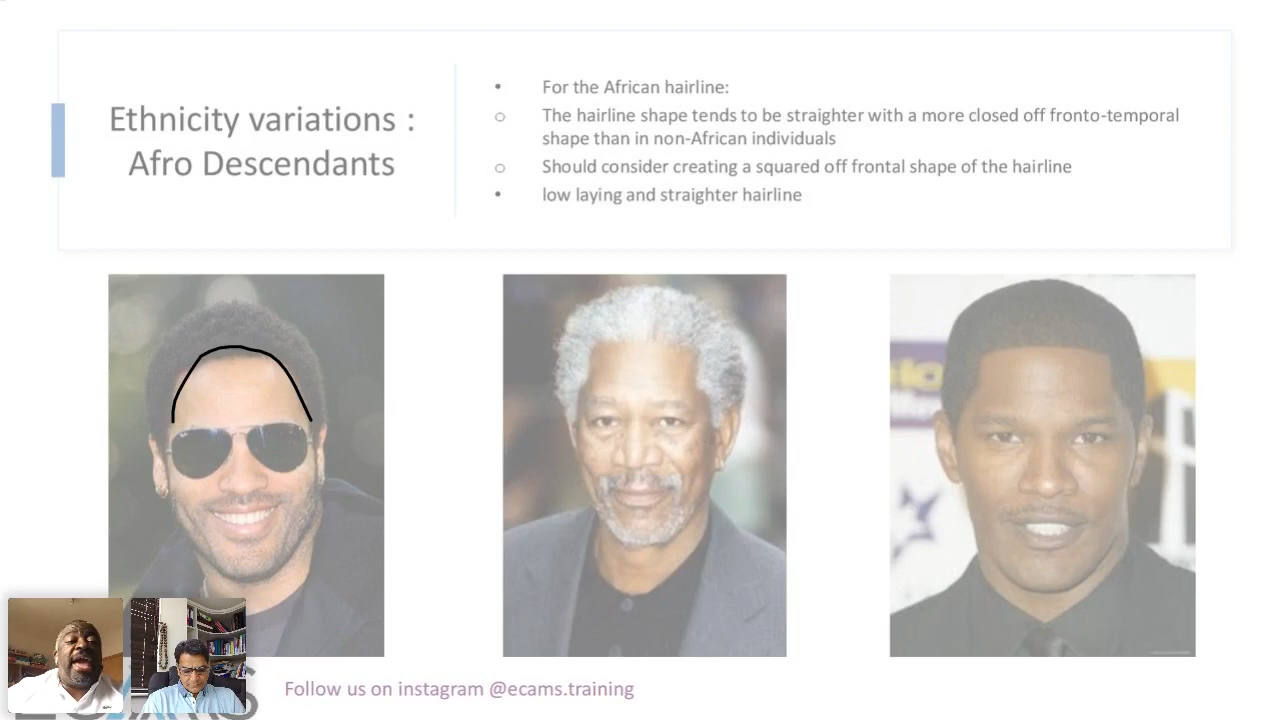 Ethnicity variations :
Afro Descendants
• For the African hairline:
o The hairline shape tends to be straighter with a more closed off fronto-temporal
shape than in non-African individuals
o Should consider creating a squared off frontal shape of the hairline
• low laying and straighter hairline
Follow us on instagram @ecams.training